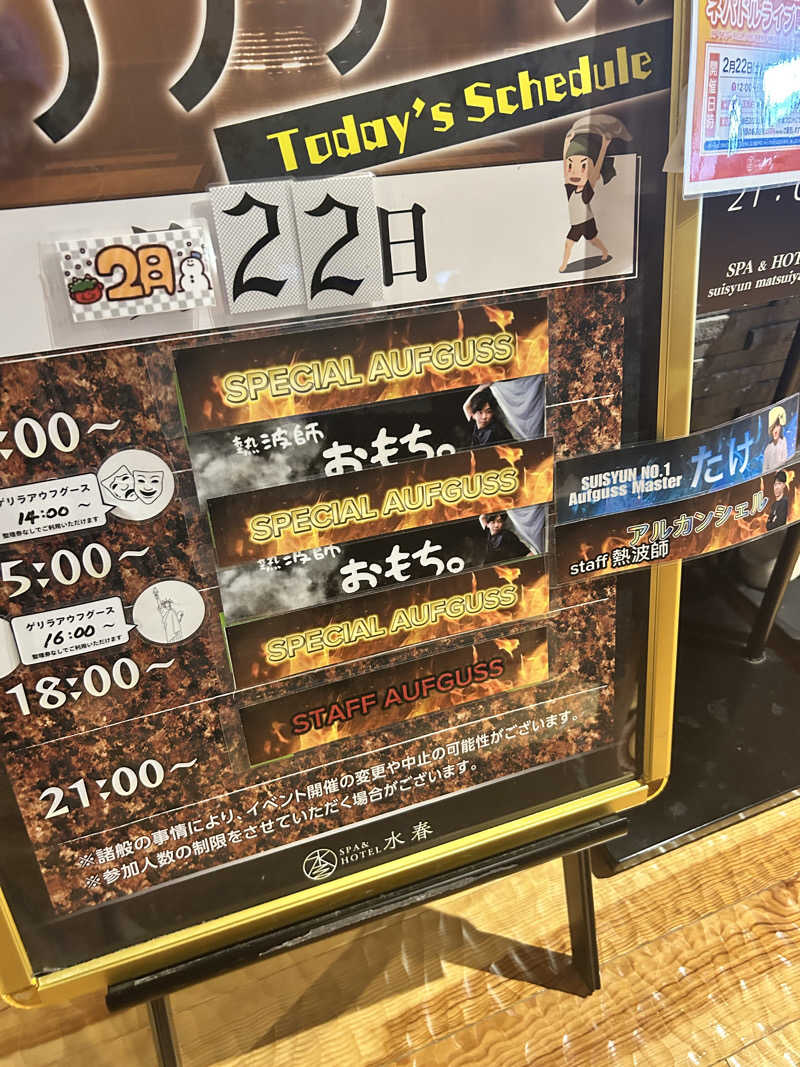 Today's Schedule
2月
22日
SPECIAL AUFGUSS
:00～
熱波師 おもち。
ゲリラアウフグース
14:00～
整理券なしでご利用いただけます
SPECIAL AUFGUSS
5:00～
熱波師 おもち。
SUISYUN NO.1
Aufguss Master たけ
ゲリラアウフグース
16:00～
整理券なしでご利用いただけます
SPECIAL AUFGUSS
アルカンシェル
staff 熱波師
18:00～
STAFF AUFGUSS
21:00～
※諸般の事情により、イベント開催の変更や中止の可能性がございます。
※参加人数の制限をさせていただく場合がございます。
SPA&
HOTEL 水春
開催日時
2月22日
SPA & HOT
suisyun matsuiya